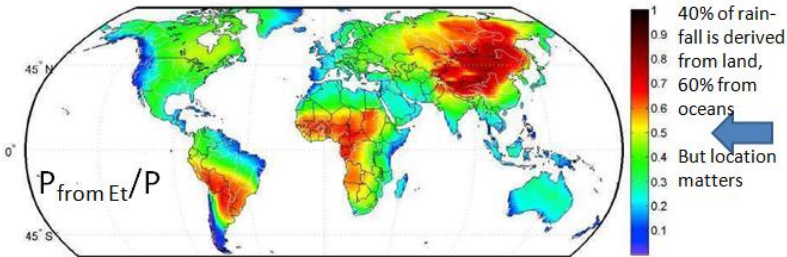 45°N
0°
45°S
P from Et/P
1
0.9
0.8
0.7
0.6
0.5
0.4
0.3
0.2
0.1
40% of rain-
fall is derived
from land,
60% from
oceans
But location
matters